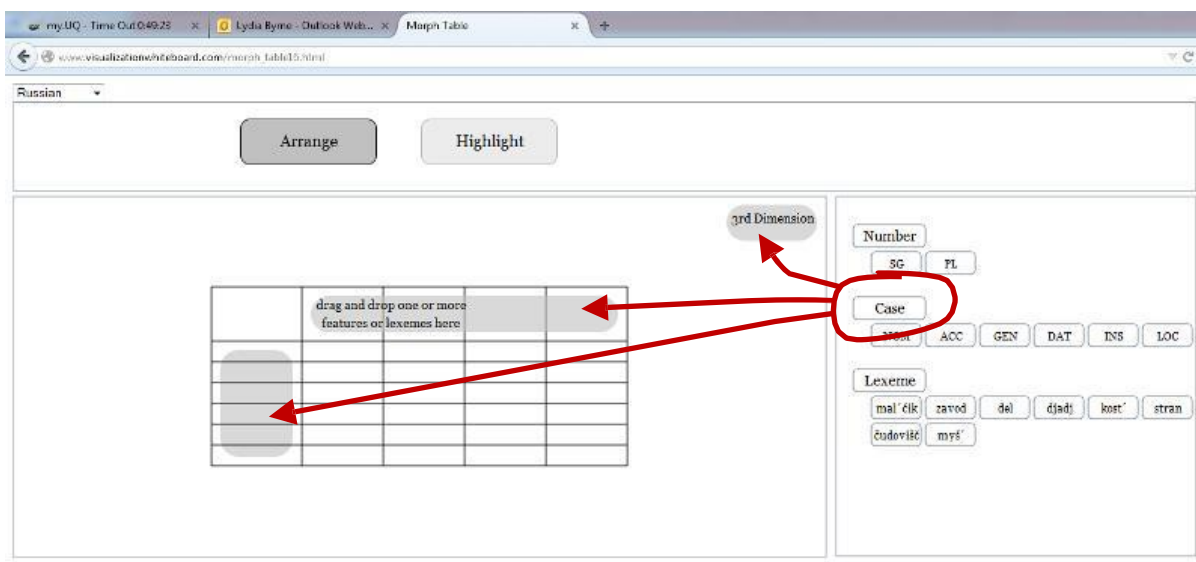 my.UQ - Time Out 0:49:23
Lydia Byrne - Outlook Web...
Morph Table
www.visualizationwhiteboard.com/morph_table15.html
Russian
Arrange
Highlight
3rd Dimension
drag and drop one or more
features or lexemes here
Number
SG PL
Case
NOM ACC GEN DAT INS LOC
Lexeme
mal´čik zavod del djadj kost´ stran
čudovišč myš´